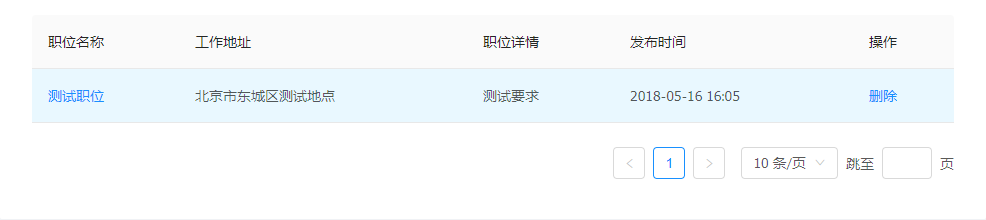 职位名称 工作地址 职位详情 发布时间 操作
测试职位 北京市东城区测试地点 测试要求 2018-05-16 16:05 删除
1 10 条/页 跳至 页